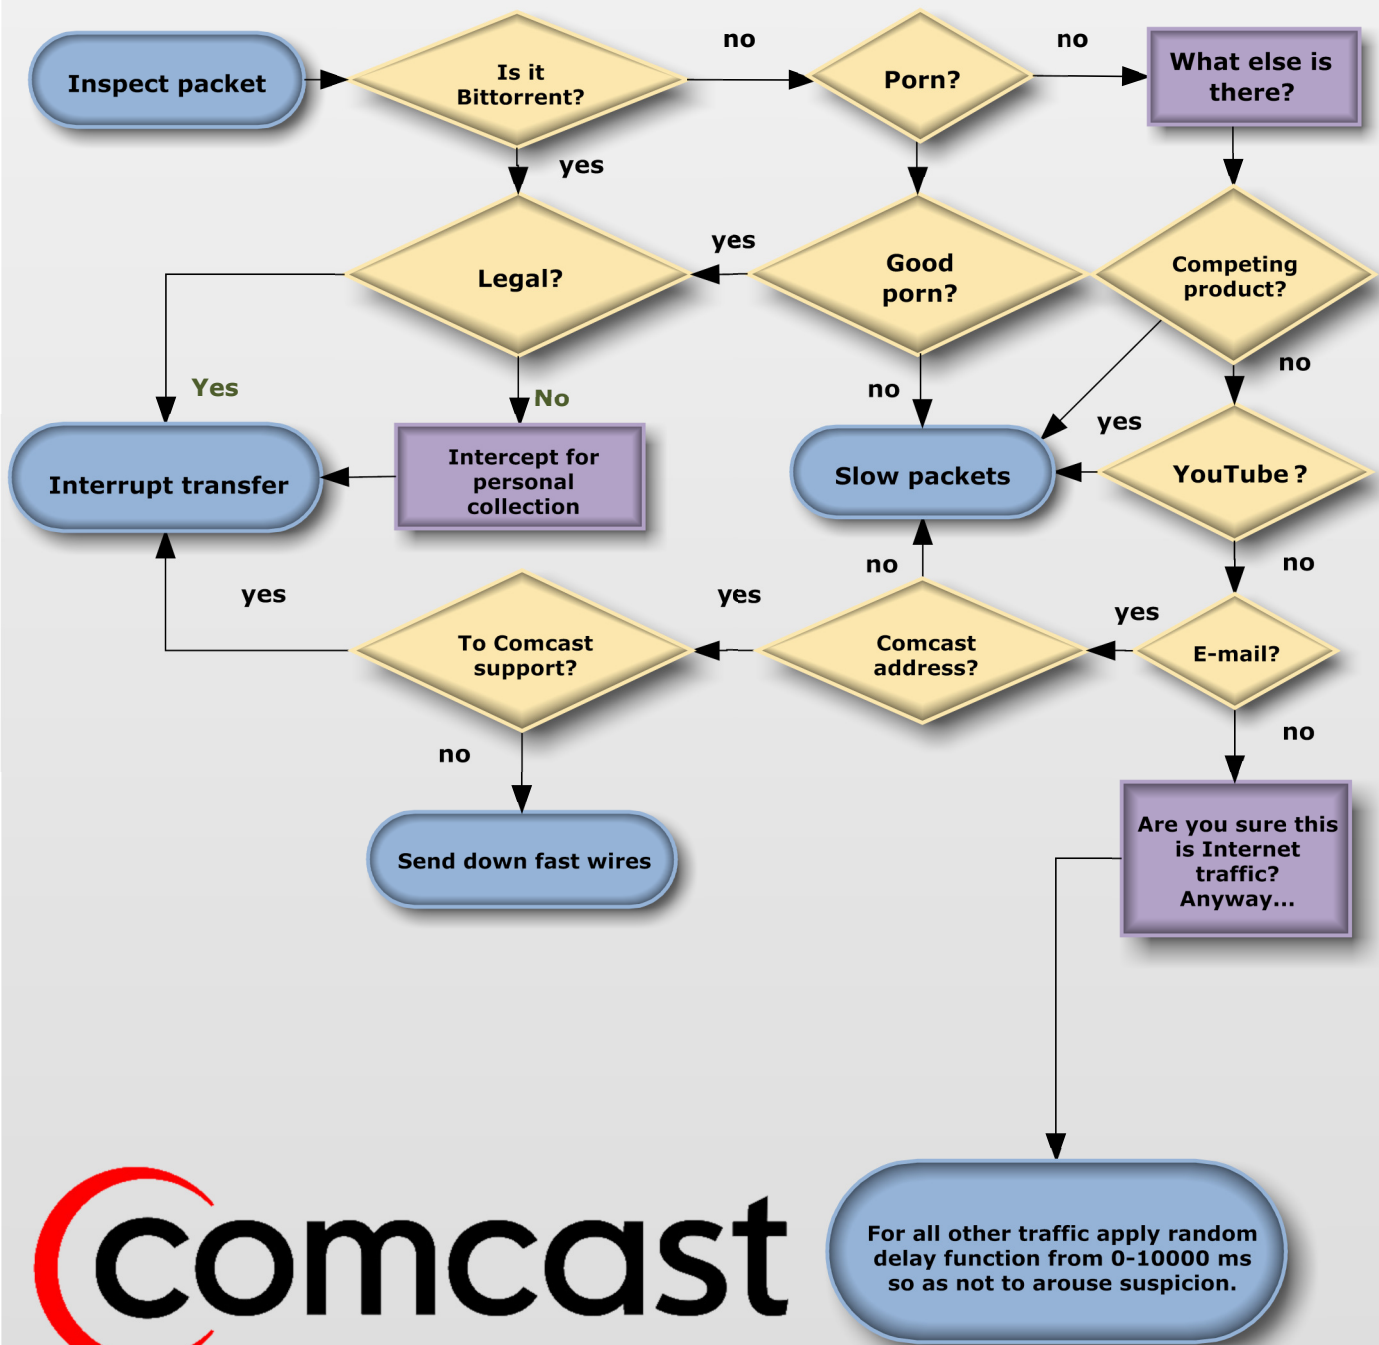 Inspect packet
Is it
Bittorrent?
no
Porn?
no
What else is
there?
yes
Legal?
yes
Good
porn?
Competing
product?
Yes
No
no
no
yes
Interrupt transfer
Intercept for
personal
collection
Slow packets
YouTube?
no
no
yes
To Comcast
support?
yes
Comcast
address?
yes
E-mail?
no
no
Send down fast wires
Are you sure this
is Internet
traffic?
Anyway...
For all other traffic apply random
delay function from 0-10000 ms
so as not to arouse suspicion.
comcast